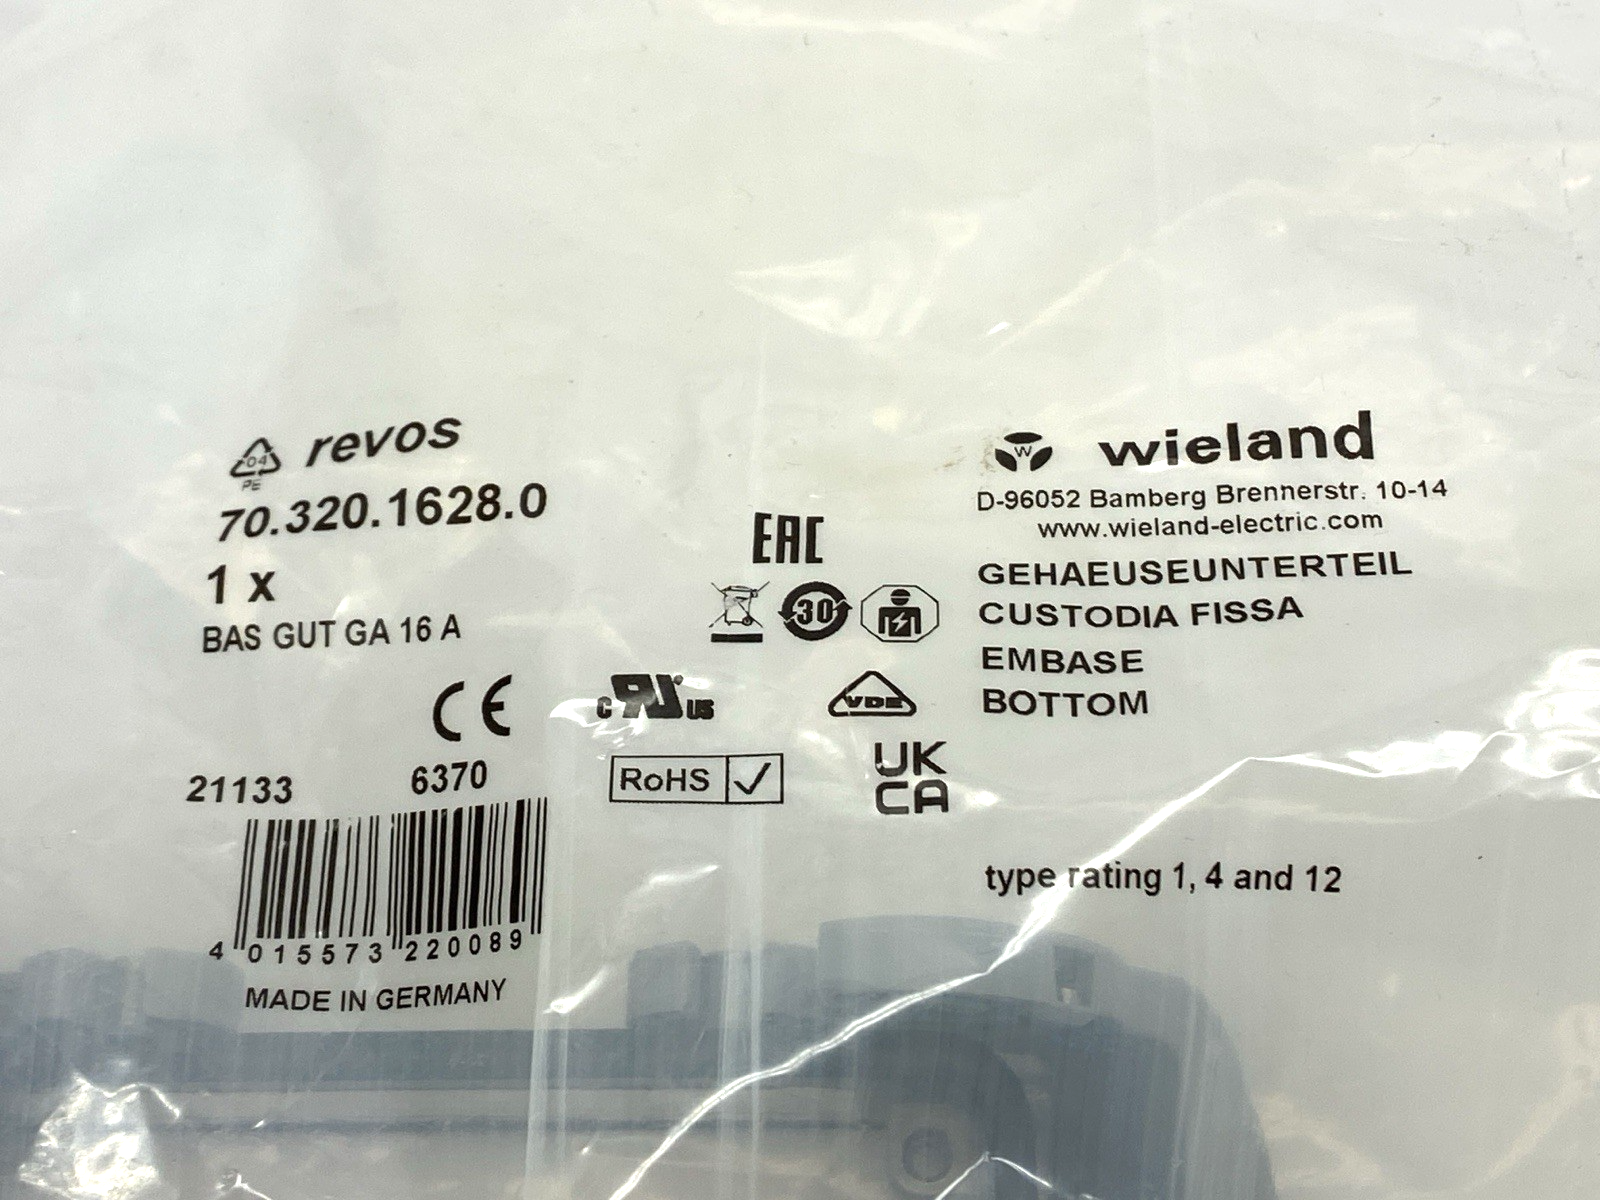 04
PE
revos
70.320.1628.0
1 x
BAS GUT GA 16 A
CE
21133 6370
4 015573 220089
MADE IN GERMANY
EAC
30
c RU us
VDE
RoHS
UK
CA
W
wieland
D-96052 Bamberg Brennerstr. 10-14
www.wieland-electric.com
GEHAEUSEUNTERTEIL
CUSTODIA FISSA
EMBASE
BOTTOM
type rating 1, 4 and 12